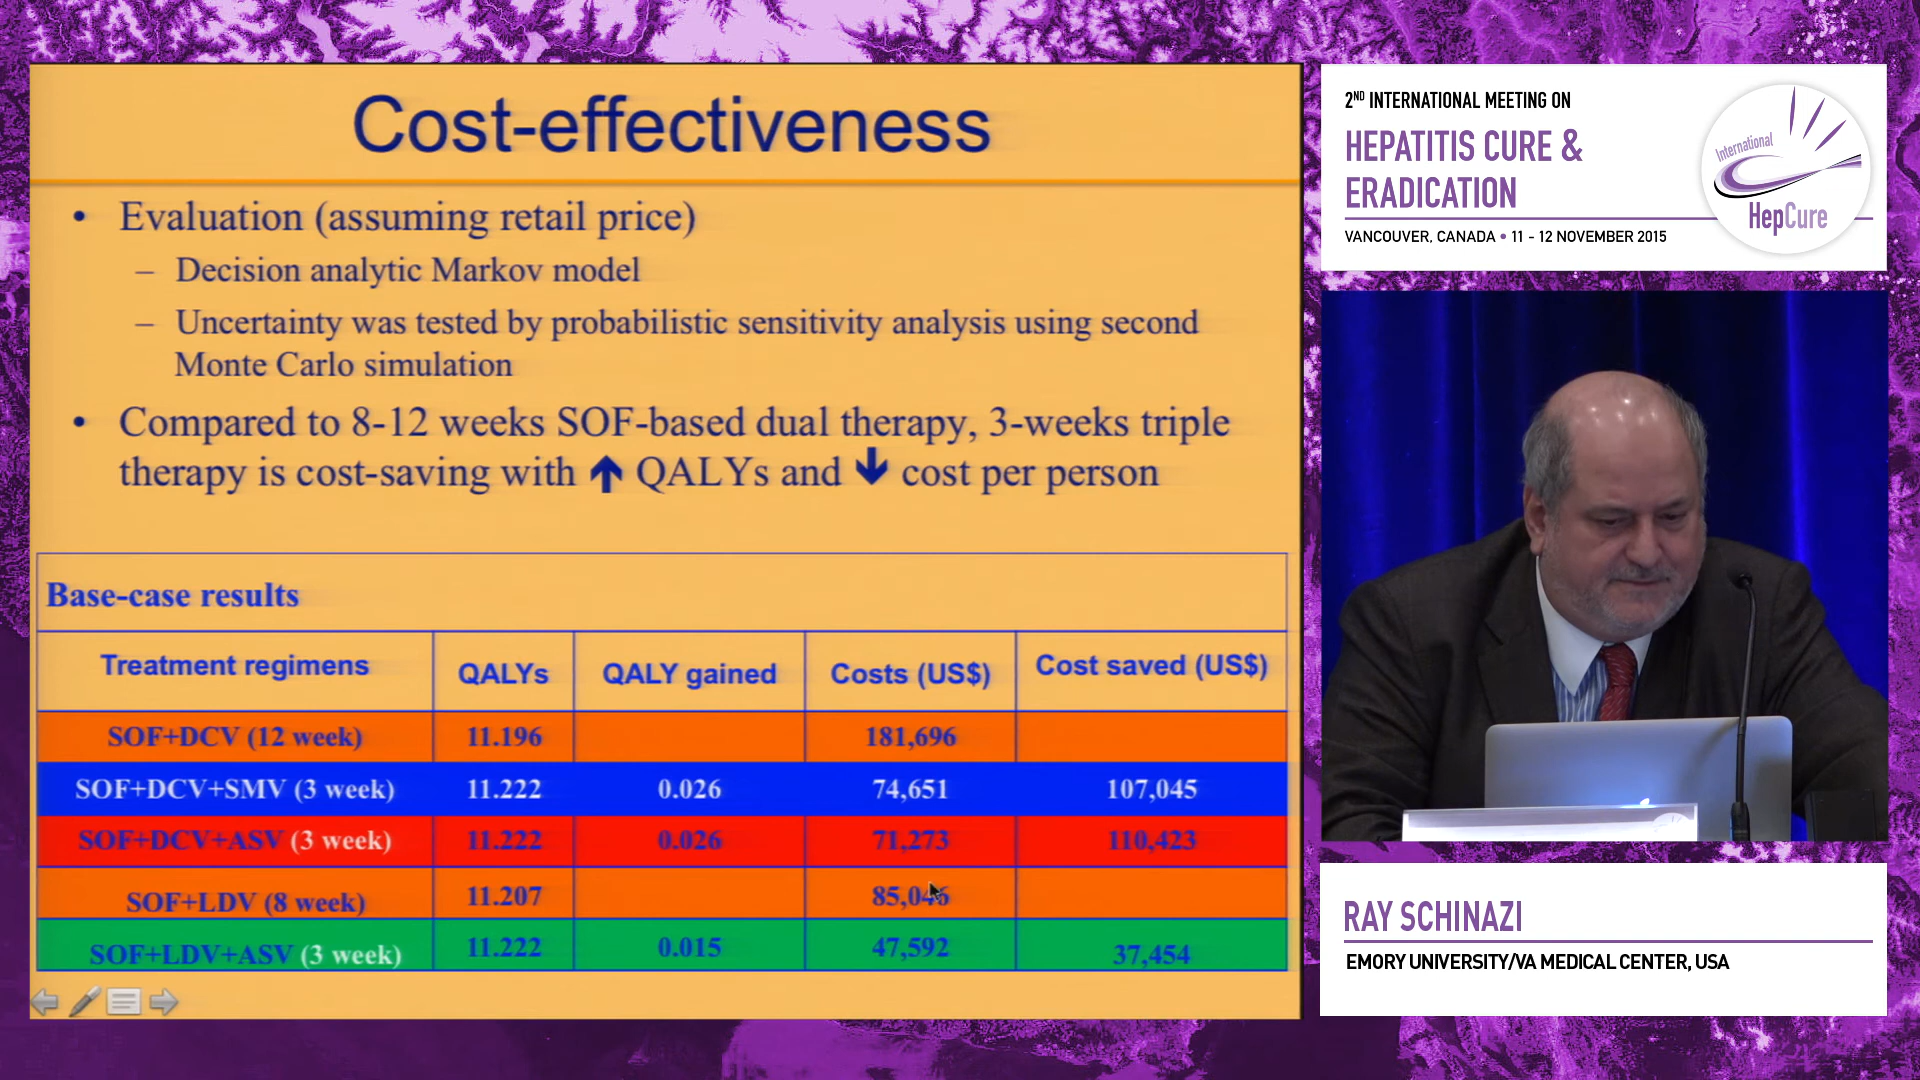 Cost-effectiveness
• Evaluation (assuming retail price)
– Decision analytic Markov model
– Uncertainty was tested by probabilistic sensitivity analysis using second
Monte Carlo simulation
• Compared to 8-12 weeks SOF-based dual therapy, 3-weeks triple
therapy is cost-saving with ↑ QALYs and ↓ cost per person
Base-case results
Treatment regimens QALYs QALY gained Costs (US$) Cost saved (US$)
SOF+DCV (12 week) 11.196 181,696
SOF+DCV+SMV (3 week) 11.222 0.026 74,651 107,045
SOF+DCV+ASV (3 week) 11.222 0.026 71,273 110,423
SOF+LDV (8 week) 11.207 85,046
SOF+LDV+ASV (3 week) 11.222 0.015 47,592 37,454
2ND INTERNATIONAL MEETING ON
HEPATITIS CURE &
ERADICATION
VANCOUVER, CANADA • 11 - 12 NOVEMBER 2015
International
HepCure
RAY SCHINAZI
EMORY UNIVERSITY/VA MEDICAL CENTER, USA